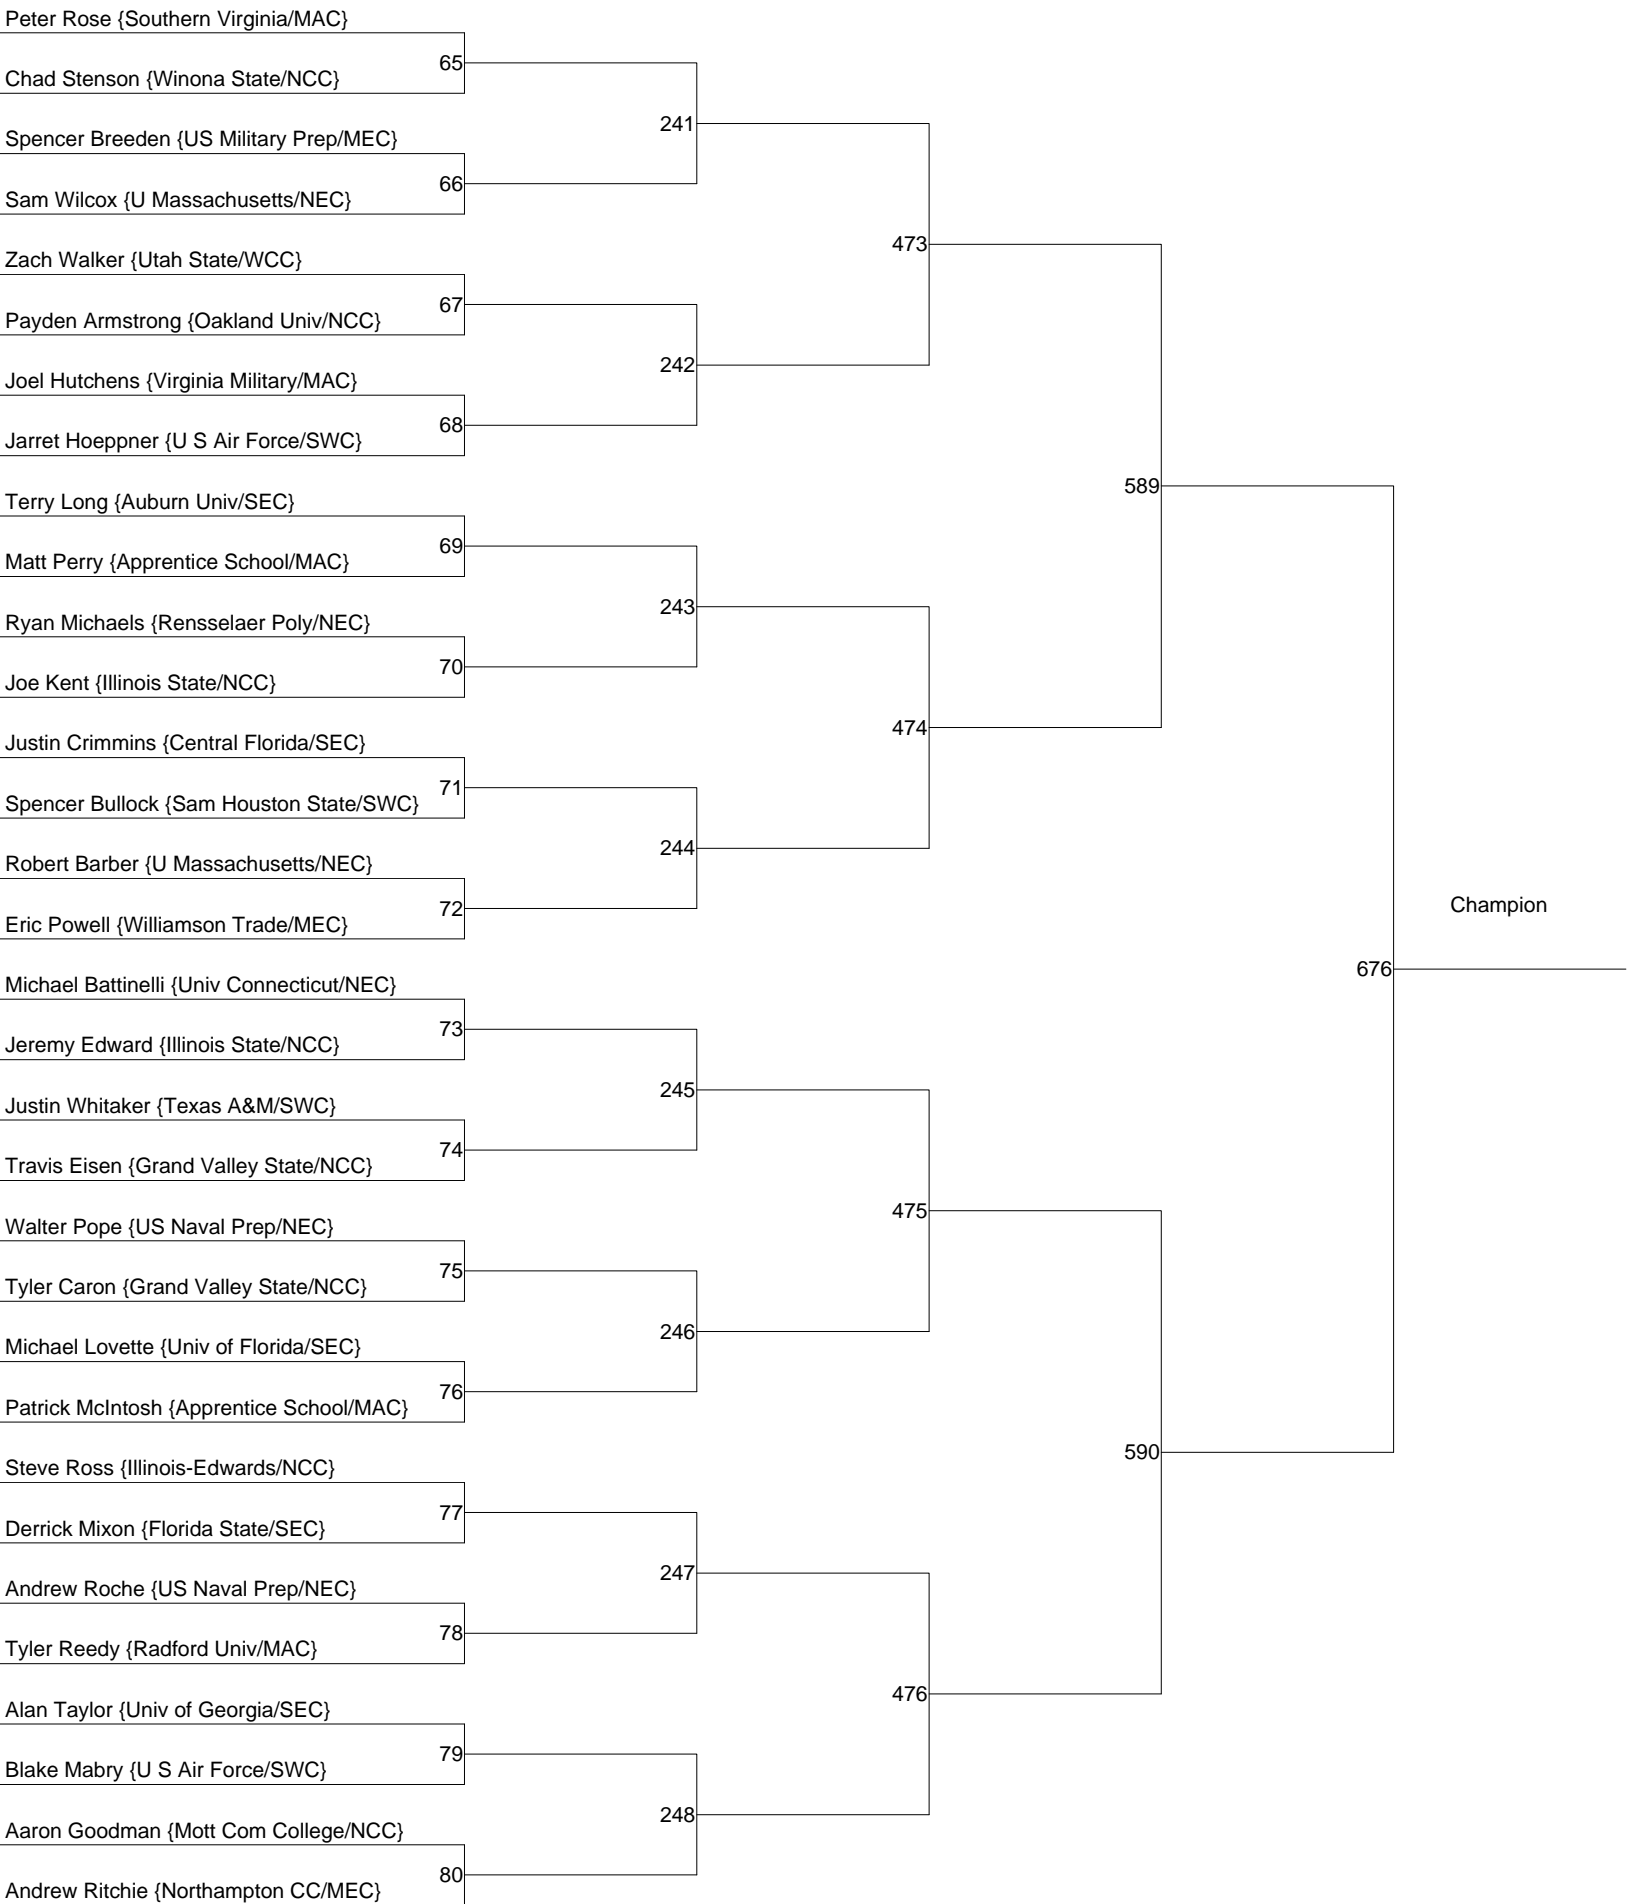 Peter Rose {Southern Virginia/MAC}
65
Chad Stenson {Winona State/NCC}
241
Spencer Breeden {US Military Prep/MEC}
66
Sam Wilcox {U Massachusetts/NEC}
473
Zach Walker {Utah State/WCC}
67
Payden Armstrong {Oakland Univ/NCC}
242
Joel Hutchens {Virginia Military/MAC}
68
Jarret Hoeppner {U S Air Force/SWC}
589
Terry Long {Auburn Univ/SEC}
69
Matt Perry {Apprentice School/MAC}
243
Ryan Michaels {Rensselaer Poly/NEC}
70
Joe Kent {Illinois State/NCC}
474
Justin Crimmins {Central Florida/SEC}
71
Spencer Bullock {Sam Houston State/SWC}
244
Robert Barber {U Massachusetts/NEC}
72
Champion
Eric Powell {Williamson Trade/MEC}
676
Michael Battinelli {Univ Connecticut/NEC}
73
Jeremy Edward {Illinois State/NCC}
245
Justin Whitaker {Texas A&M/SWC}
74
Travis Eisen {Grand Valley State/NCC}
475
Walter Pope {US Naval Prep/NEC}
75
Tyler Caron {Grand Valley State/NCC}
246
Michael Lovette {Univ of Florida/SEC}
76
Patrick McIntosh {Apprentice School/MAC}
590
Steve Ross {Illinois-Edwards/NCC}
77
Derrick Mixon {Florida State/SEC}
247
Andrew Roche {US Naval Prep/NEC}
78
Tyler Reedy {Radford Univ/MAC}
476
Alan Taylor {Univ of Georgia/SEC}
79
Blake Mabry {U S Air Force/SWC}
248
Aaron Goodman {Mott Com College/NCC}
80
Andrew Ritchie {Northampton CC/MEC}